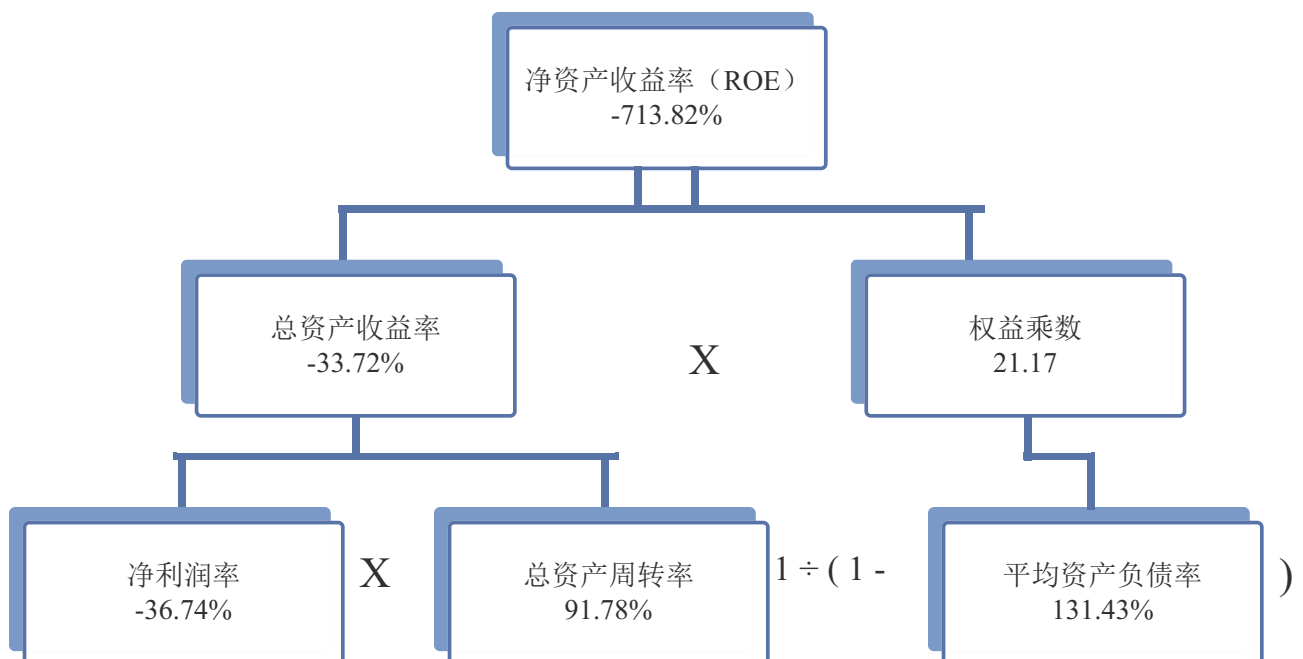 净资产收益率（ROE）
-713.82%
总资产收益率
-33.72%
X
权益乘数
21.17
净利润率
-36.74%
X
总资产周转率
91.78%
1 ÷ ( 1 -
平均资产负债率
131.43%
)